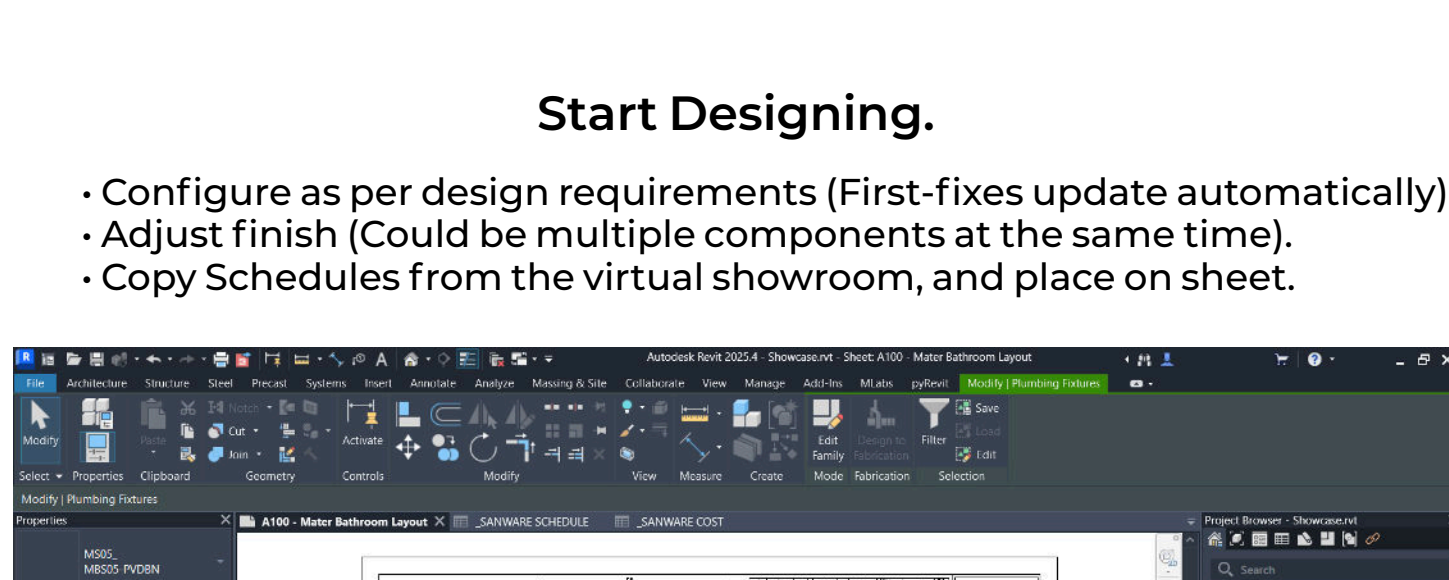 Start Designing.
• Configure as per design requirements (First-fixes update automatically)
• Adjust finish (Could be multiple components at the same time).
• Copy Schedules from the virtual showroom, and place on sheet.
Autodesk Revit 2025.4 - Showcase.rvt - Sheet: A100 - Mater Bathroom Layout
File Architecture Structure Steel Precast Systems Insert Annotate Analyze Massing & Site Collaborate View Manage Add-Ins MLabs pyRevit Modify | Plumbing Fixtures
Notch Save
Paste Cut Activate Load
Modify Join Edit Family Design to Fabrication Filter Edit
Select Properties Clipboard Geometry Controls Modify View Measure Create Mode Fabrication Selection
Modify | Plumbing Fixtures
Properties A100 - Mater Bathroom Layout _SANWARE SCHEDULE _SANWARE COST Project Browser - Showcase.rvt
MS05_
MBS05 PVDBN
Search